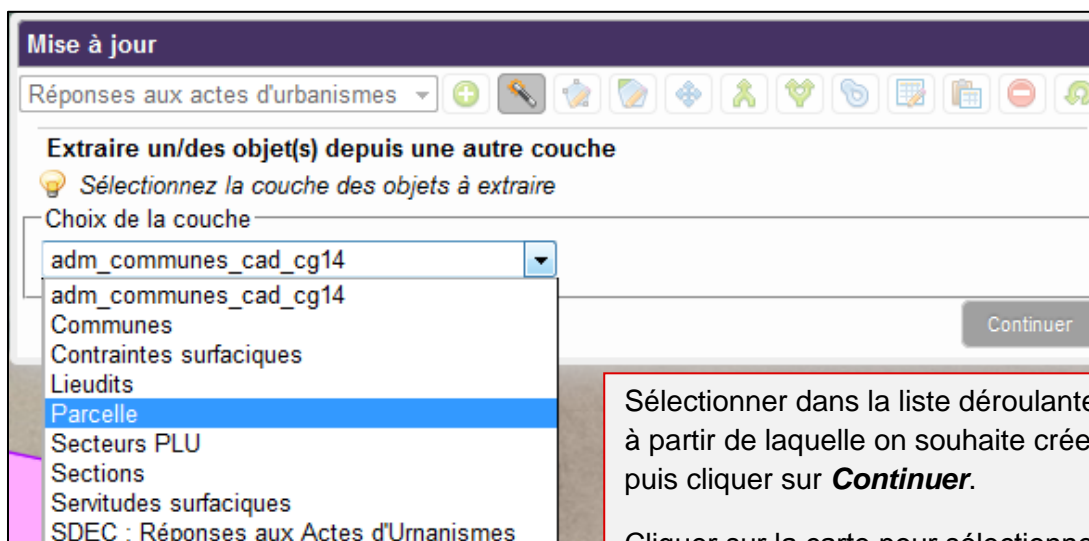 Mise à jour
Réponses aux actes d'urbanismes
Extraire un/des objet(s) depuis une autre couche
Sélectionnez la couche des objets à extraire
Choix de la couche
adm_communes_cad_cg14
adm_communes_cad_cg14
Communes
Contraintes surfaciques
Lieudits
Parcelle
Secteurs PLU
Sections
Servitudes surfaciques
SDEC : Réponses aux Actes d'Urnanismes
Continuer
Sélectionner dans la liste déroulante
à partir de laquelle on souhaite crée
puis cliquer sur Continuer.
Cliquer sur la carte pour sélectionne